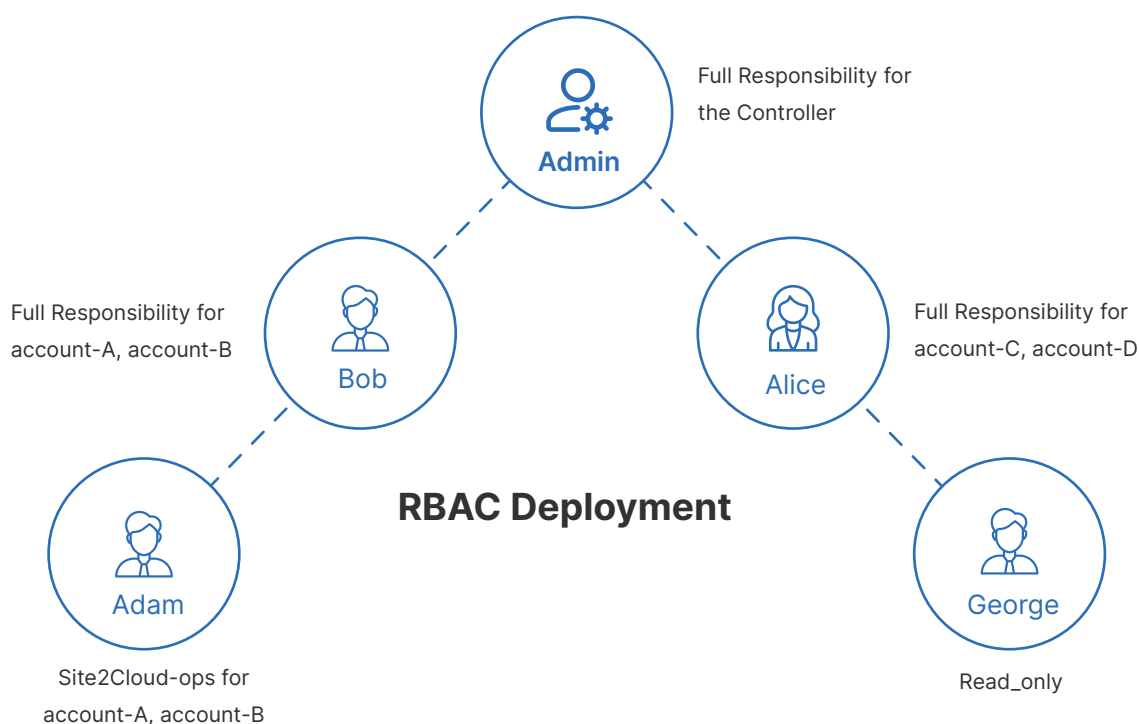 Full Responsibility for
the Controller
Admin
Full Responsibility for
account-A, account-B
Bob
Alice
Full Responsibility for
account-C, account-D
RBAC Deployment
Adam
George
Site2Cloud-ops for
account-A, account-B
Read_only